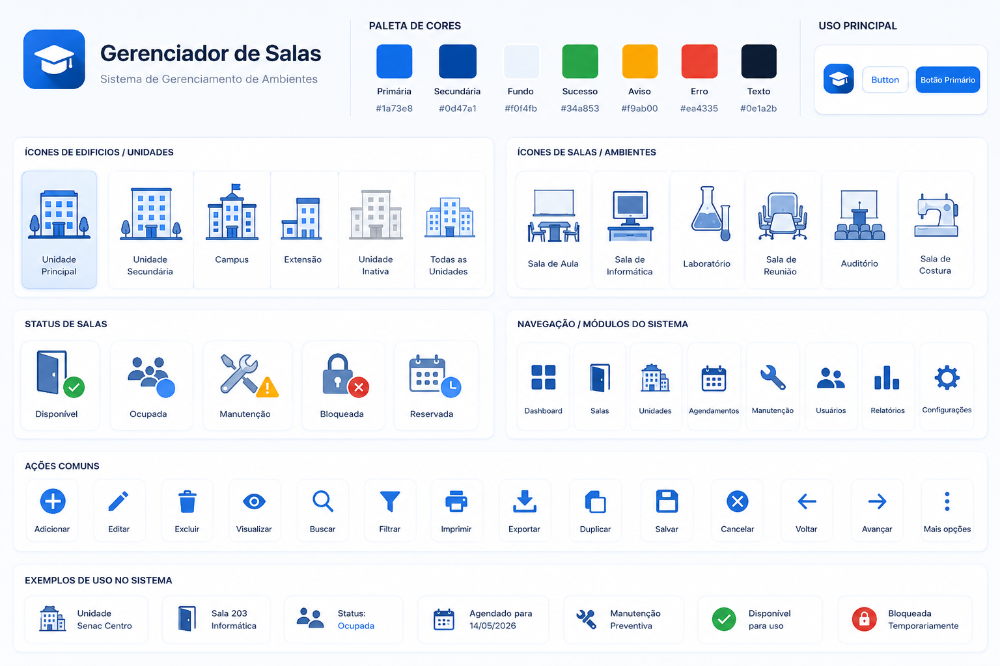 Gerenciador de Salas
Sistema de Gerenciamento de Ambientes
PALETA DE CORES
Primária
#1a73e8
Secundária
#0d47a1
Fundo
#f0f4fb
Sucesso
#34a853
Aviso
#f9ab00
Erro
#ea4335
Texto
#0e1a2b
USO PRINCIPAL
Button
Botão Primário
ÍCONES DE EDIFICIOS / UNIDADES
Unidade
Principal
Unidade
Secundária
Campus
Extensão
Unidade
Inativa
Todas as
Unidades
ÍCONES DE SALAS / AMBIENTES
Sala de Aula
Sala de
Informática
Laboratório
Sala de
Reunião
Auditório
Sala de
Costura
STATUS DE SALAS
Disponível
Ocupada
Manutenção
Bloqueada
Reservada
NAVEGAÇÃO / MÓDULOS DO SISTEMA
Dashboard
Salas
Unidades
Agendamentos
Manutenção
Usuários
Relatórios
Configurações
AÇÕES COMUNS
Adicionar
Editar
Excluir
Visualizar
Buscar
Filtrar
Imprimir
Exportar
Duplicar
Salvar
Cancelar
Voltar
Avançar
Mais opções
EXEMPLOS DE USO NO SISTEMA
Unidade
Senac Centro
Sala 203
Informática
Status:
Ocupada
Agendado para
14/05/2026
Manutenção
Preventiva
Disponível
para uso
Bloqueada
Temporariamente